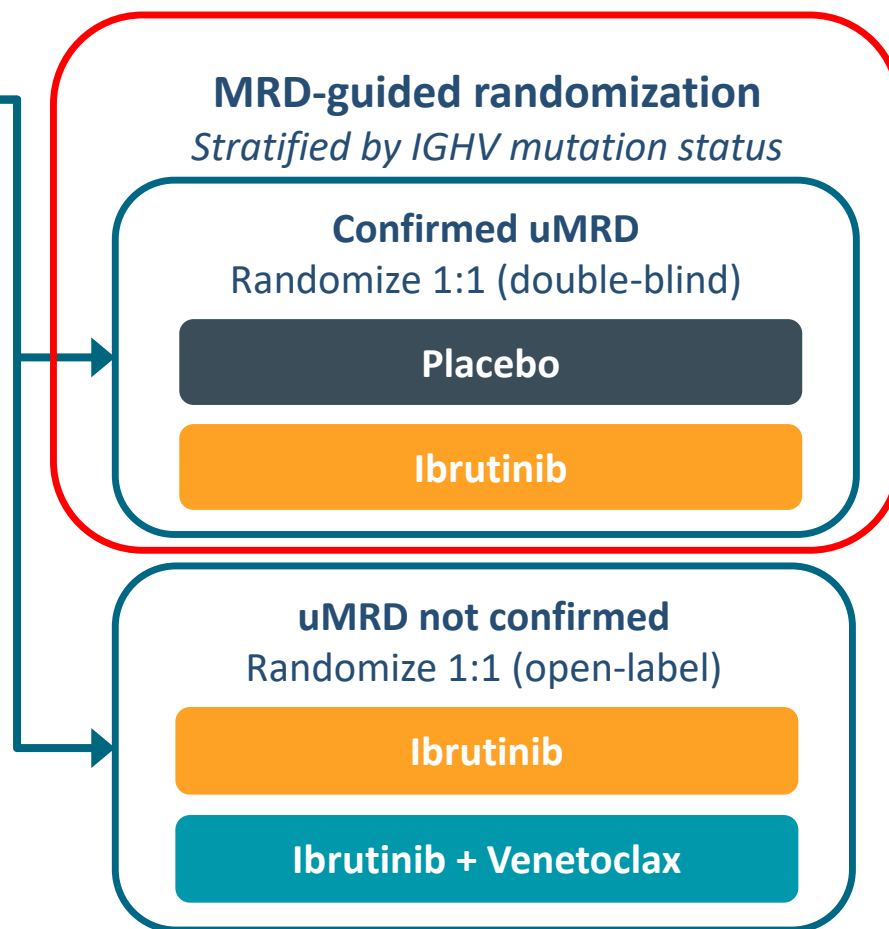 MRD-guided randomization
Stratified by IGHV mutation status
Confirmed uMRD
Randomize 1:1 (double-blind)
Placebo
Ibrutinib
uMRD not confirmed
Randomize 1:1 (open-label)
Ibrutinib
Ibrutinib + Venetoclax